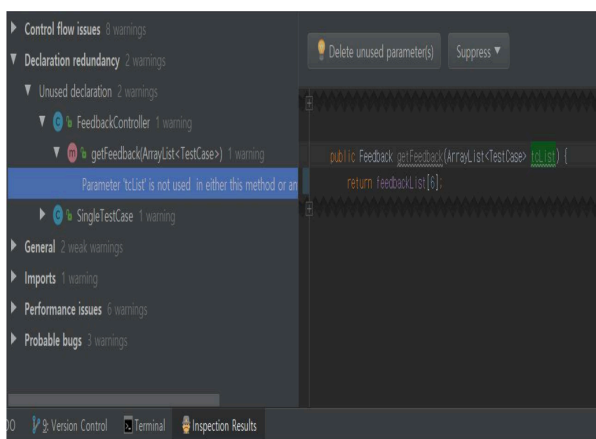 Control flow issues 8 warnings
Declaration redundancy 2 warnings
Unused declaration 2 warnings
FeedbackController 1 warning
getFeedback(ArrayList<TestCase>) 1 warning
Parameter 'tcList' is not used in either this method or an
SingleTestCase 1 warning
General 2 weak warnings
Imports 1 warning
Performance issues 6 warnings
Probable bugs 3 warnings
Delete unused parameter(s) Suppress
public Feedback getFeedback(ArrayList<TestCase> tcList) {
return feedbackList[6];
DO 9: Version Control Terminal Inspection Results